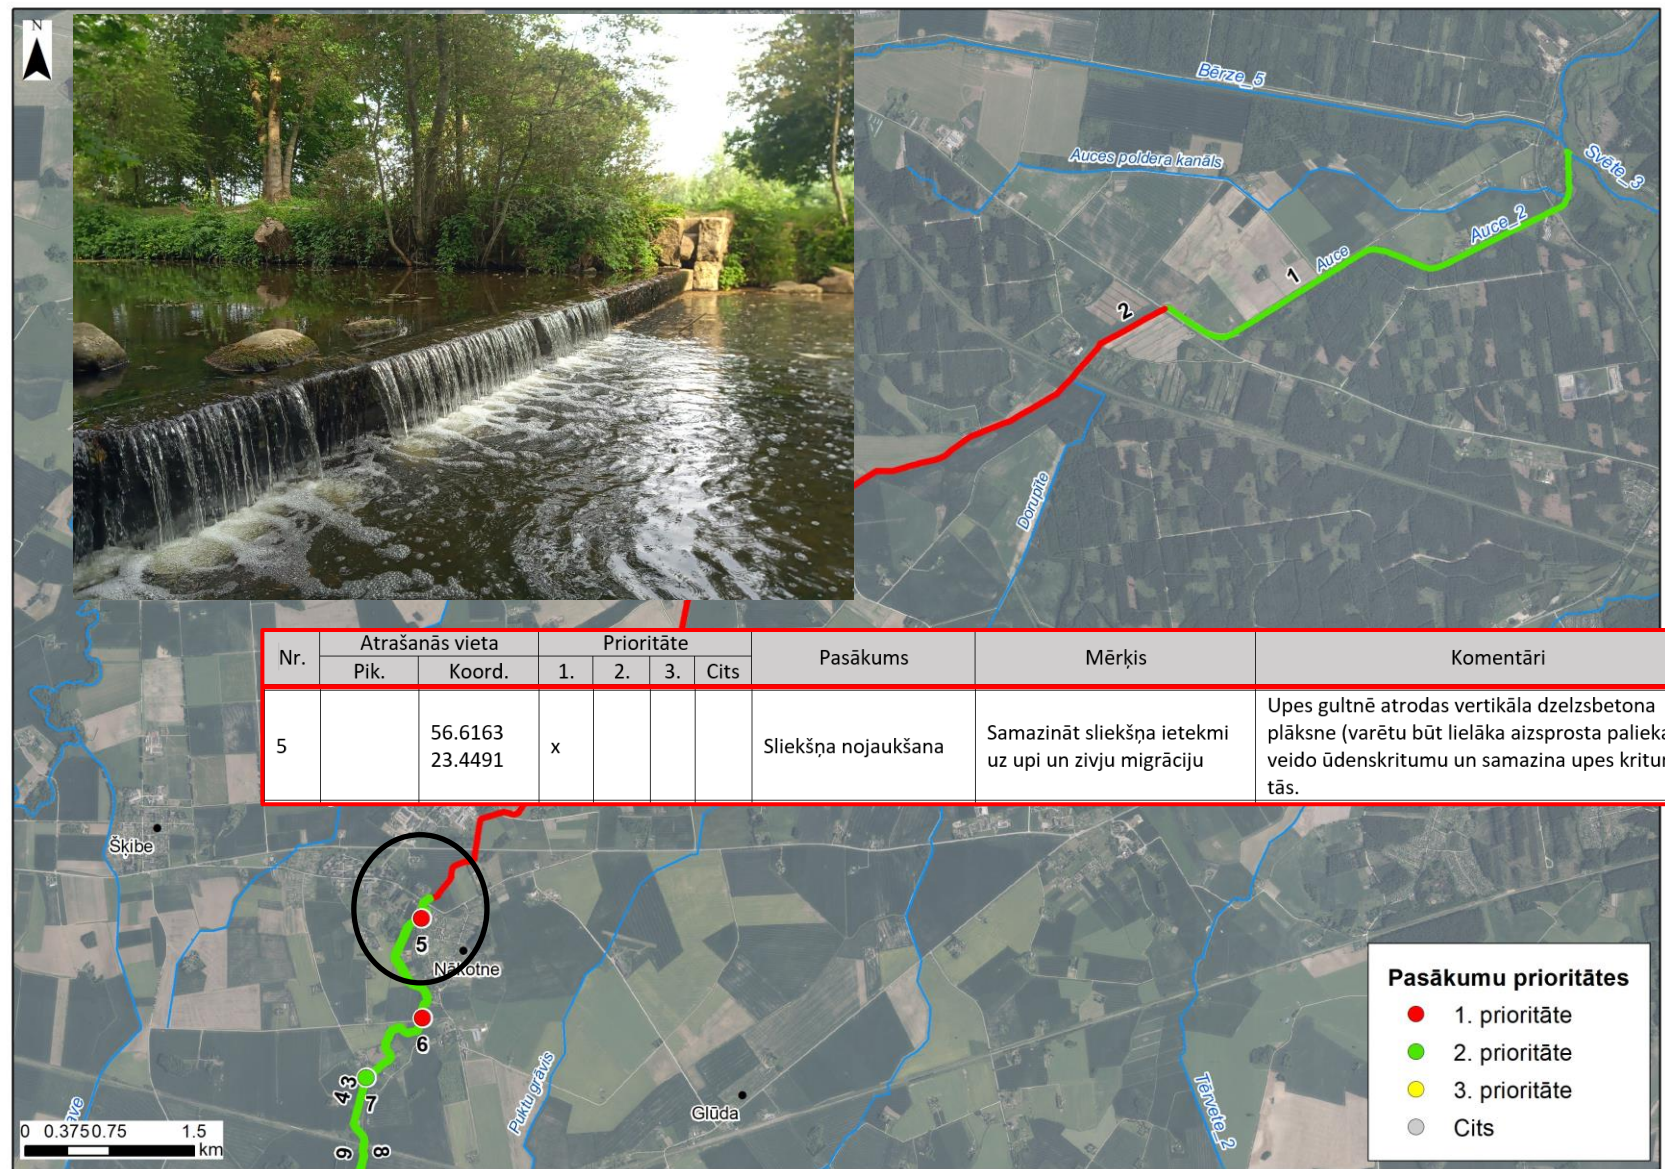 N
Bērze_5
Auces poldera kanāls
Svēte_3
Auce_2
Auce
1
2
Dorupīte
Nr.
Atrašanās vieta
Prioritāte
Pasākums
Mērķis
Komentāri
Pik.
Koord.
1.
2.
3.
Cits
5
56.6163
23.4491
x
Sliekšņa nojaukšana
Samazināt sliekšņa ietekmi
uz upi un zivju migrāciju
Upes gultnē atrodas vertikāla dzelzsbetona
plāksne (varētu būt lielāka aizsprosta palieka
veido ūdenskritumu un samazina upes kritum
tās.
Šķibe
5
Nākotne
6
3
4
7
9
8
Puktu grāvis
Glūda
Tērvete_2
āve
0 0.375 0.75 1.5
km
Pasākumu prioritātes
1. prioritāte
2. prioritāte
3. prioritāte
Cits